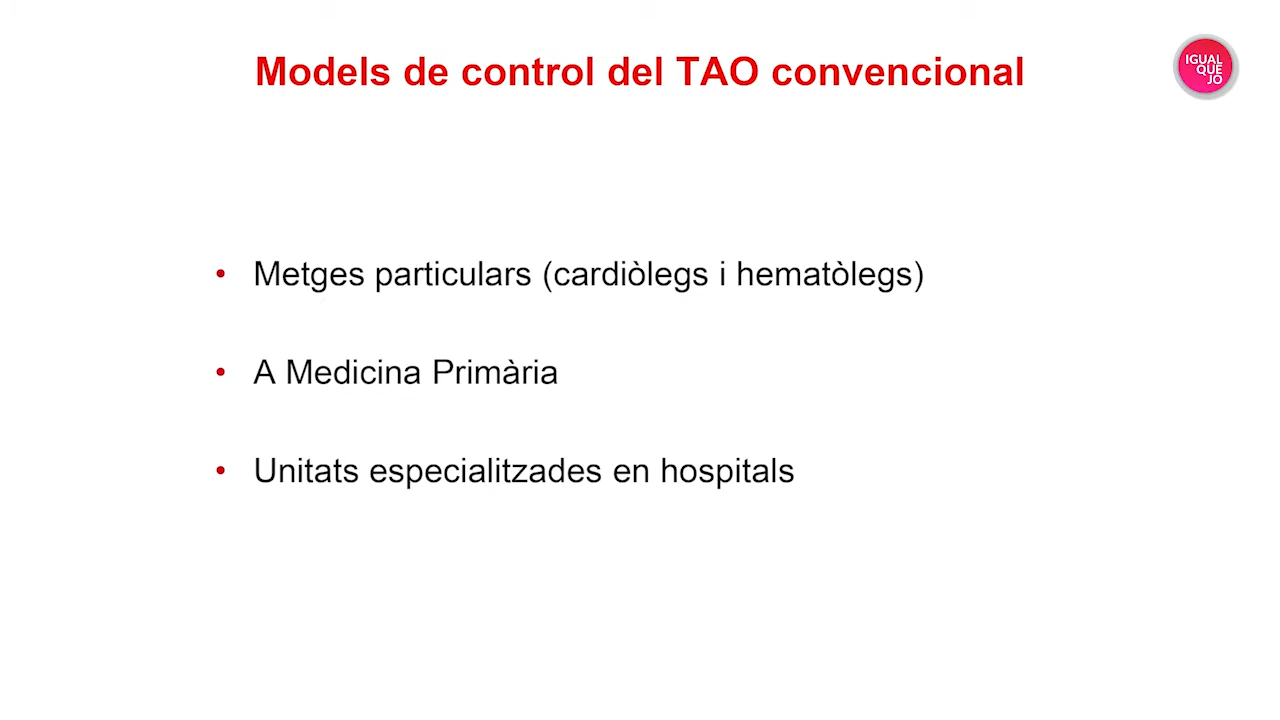 Models de control del TAO convencional
IGUAL
QUE
JO
• Metges particulars (cardiòlegs i hematòlegs)
• A Medicina Primària
• Unitats especialitzades en hospitals